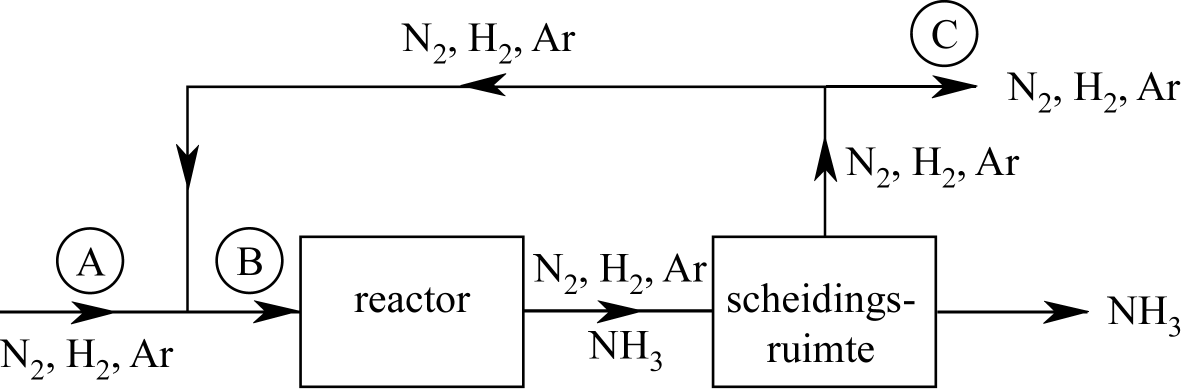 C
N₂, H₂, Ar
N₂, H₂, Ar
N₂, H₂, Ar
A
B
reactor
N₂, H₂, Ar
NH₃
scheidings-
ruimte
NH₃
N₂, H₂, Ar